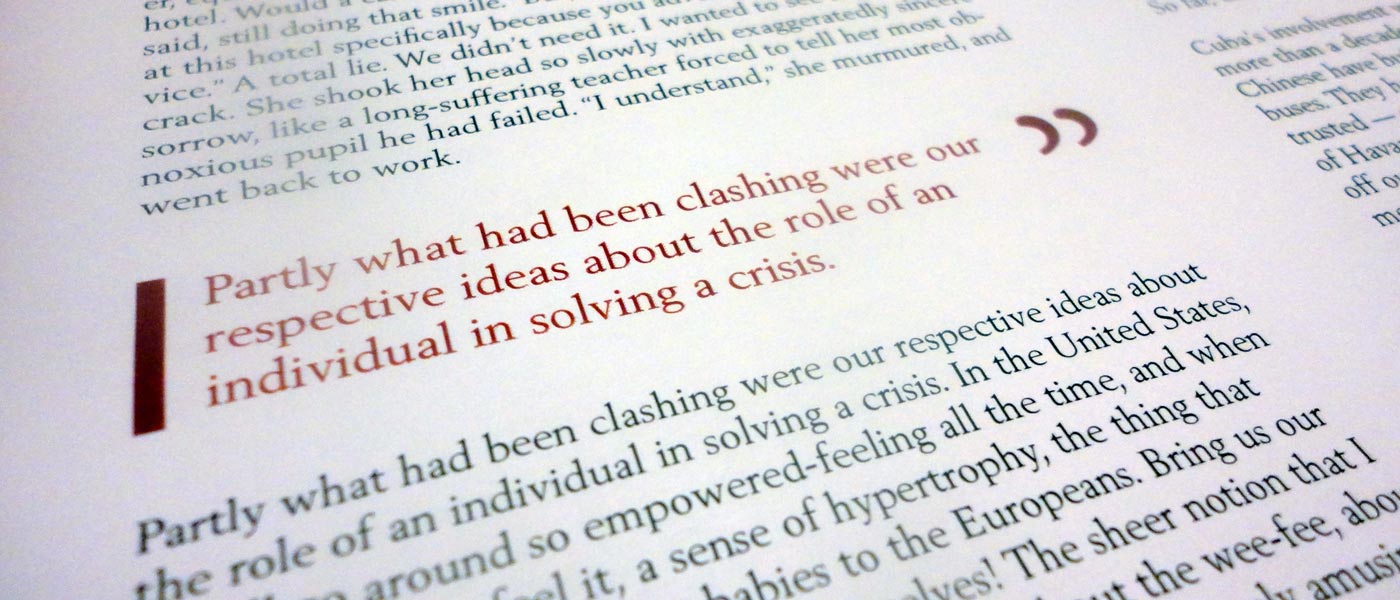 hotel. Would a
said, still doing that smile.
at this hotel specifically because you
vice.” A total lie. We didn’t need it. I wanted to see
crack. She shook her head so slowly with exaggeratedly sincere
sorrow, like a long-suffering teacher forced to tell her most ob-
noxious pupil he had failed. “I understand,” she murmured, and
went back to work.
”
Partly what had been clashing were our
respective ideas about the role of an
individual in solving a crisis.
Partly what had been clashing were our respective ideas about
the role of an individual in solving a crisis. In the United States,
around so empowered-feeling all the time, and when
feel it, a sense of hypertrophy, the thing that
babies to the Europeans. Bring us our
The sheer notion that I
the wee-fee,
amusi
So far,
Cuba’s involvement
more than a decade
Chinese have
buses. They
trusted —
of Hava
off